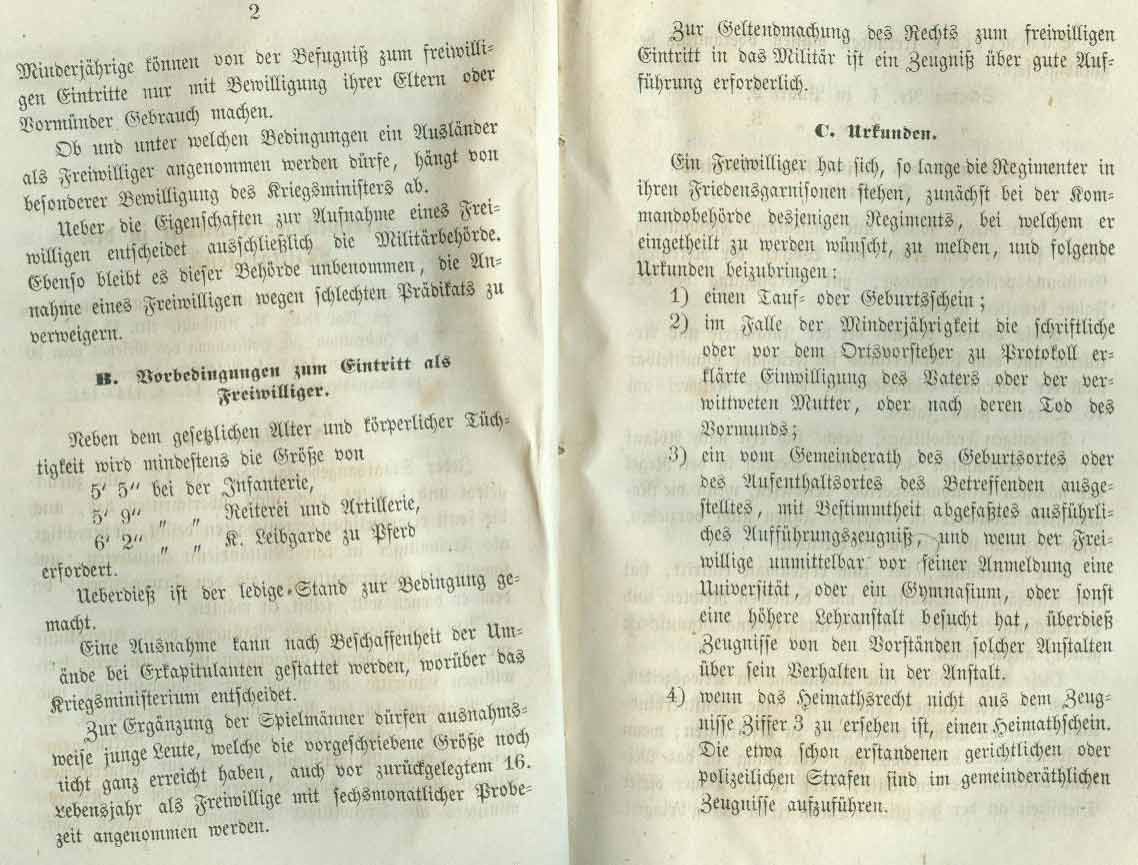 2
Minderjährige können von der Befugniß zum freiwilli-
gen Eintritte nur mit Bewilligung ihrer Eltern oder
Vormünder Gebrauch machen.
Ob und unter welchen Bedingungen ein Ausländer
als Freiwilliger angenommen werden dürfe, hängt von
besonderer Bewilligung des Kriegsministers ab.
Ueber die Eigenschaften zur Aufnahme eines Frei-
willigen entscheidet ausschließlich die Militärbehörde.
Ebenso bleibt es dieser Behörde unbenommen, die An-
nahme eines Freiwilligen wegen schlechten Prädikats zu
verweigern.
B. Vorbedingungen zum Eintritt als
Freiwilliger.
Neben dem gesetzlichen Alter und körperlicher Tüch-
tigkeit wird mindestens die Größe von
5' 5" bei der Infanterie,
5' 9" " " Reiterei und Artillerie,
6' 2" " " K. Leibgarde zu Pferd
erfordert.
Ueberdieß ist der ledige Stand zur Bedingung ge-
macht.
Eine Ausnahme kann nach Beschaffenheit der Um-
ände bei Exkapitulanten gestattet werden, worüber das
Kriegsministerium entscheidet.
Zur Ergänzung der Spielmänner dürfen ausnahms-
weise junge Leute, welche die vorgeschriebene Größe noch
nicht ganz erreicht haben, auch vor zurückgelegtem 16.
Lebensjahr als Freiwillige mit sechsmonatlicher Probe-
zeit angenommen werden.
Zur Geltendmachung des Rechts zum freiwilligen
Eintritt in das Militär ist ein Zeugniß über gute Auf-
führung erforderlich.
C. Urkunden.
Ein Freiwilliger hat sich, so lange die Regimenter in
ihren Friedensgarnisonen stehen, zunächst bei der Kom-
mandobehörde desjenigen Regiments, bei welchem er
eingetheilt zu werden wünscht, zu melden, und folgende
Urkunden beizubringen:
1) einen Tauf- oder Geburtsschein;
2) im Falle der Minderjährigkeit die schriftliche
oder vor dem Ortsvorsteher zu Protokoll er-
klärte Einwilligung des Vaters oder der ver-
wittweten Mutter, oder nach deren Tod des
Vormunds;
3) ein vom Gemeinderath des Geburtsortes oder
des Aufenthaltsortes des Betreffenden ausge-
stelltes, mit Bestimmtheit abgefaßtes ausführli-
ches Aufführungszeugniß, und wenn der Frei-
willige unmittelbar vor seiner Anmeldung eine
Universität, oder ein Gymnasium, oder sonst
eine höhere Lehranstalt besucht hat, überdieß
Zeugnisse von den Vorständen solcher Anstalten
über sein Verhalten in der Anstalt.
4) wenn das Heimathsrecht nicht aus dem Zeug-
nisse Ziffer 3 zu ersehen ist, einen Heimathschein.
Die etwa schon erstandenen gerichtlichen oder
polizeilichen Strafen sind im gemeinderäthlichen
Zeugnisse aufzuführen.